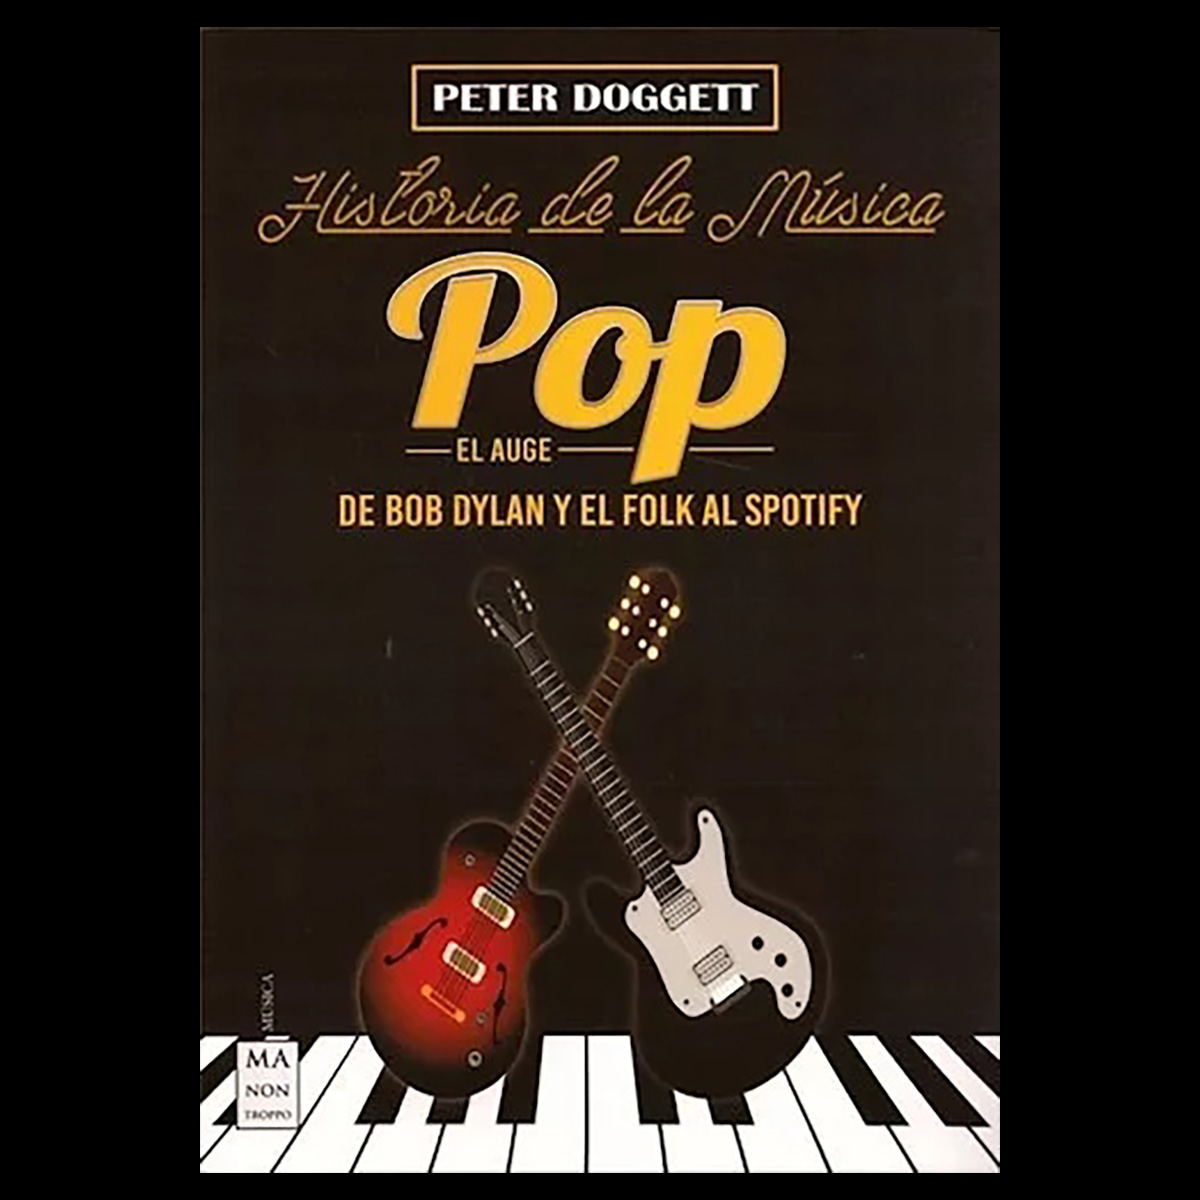 PETER DOGGETT
Historia de la Música
Pop
EL AUGE
DE BOB DYLAN Y EL FOLK AL SPOTIFY
MUSICA
MA
NON
TROPPO